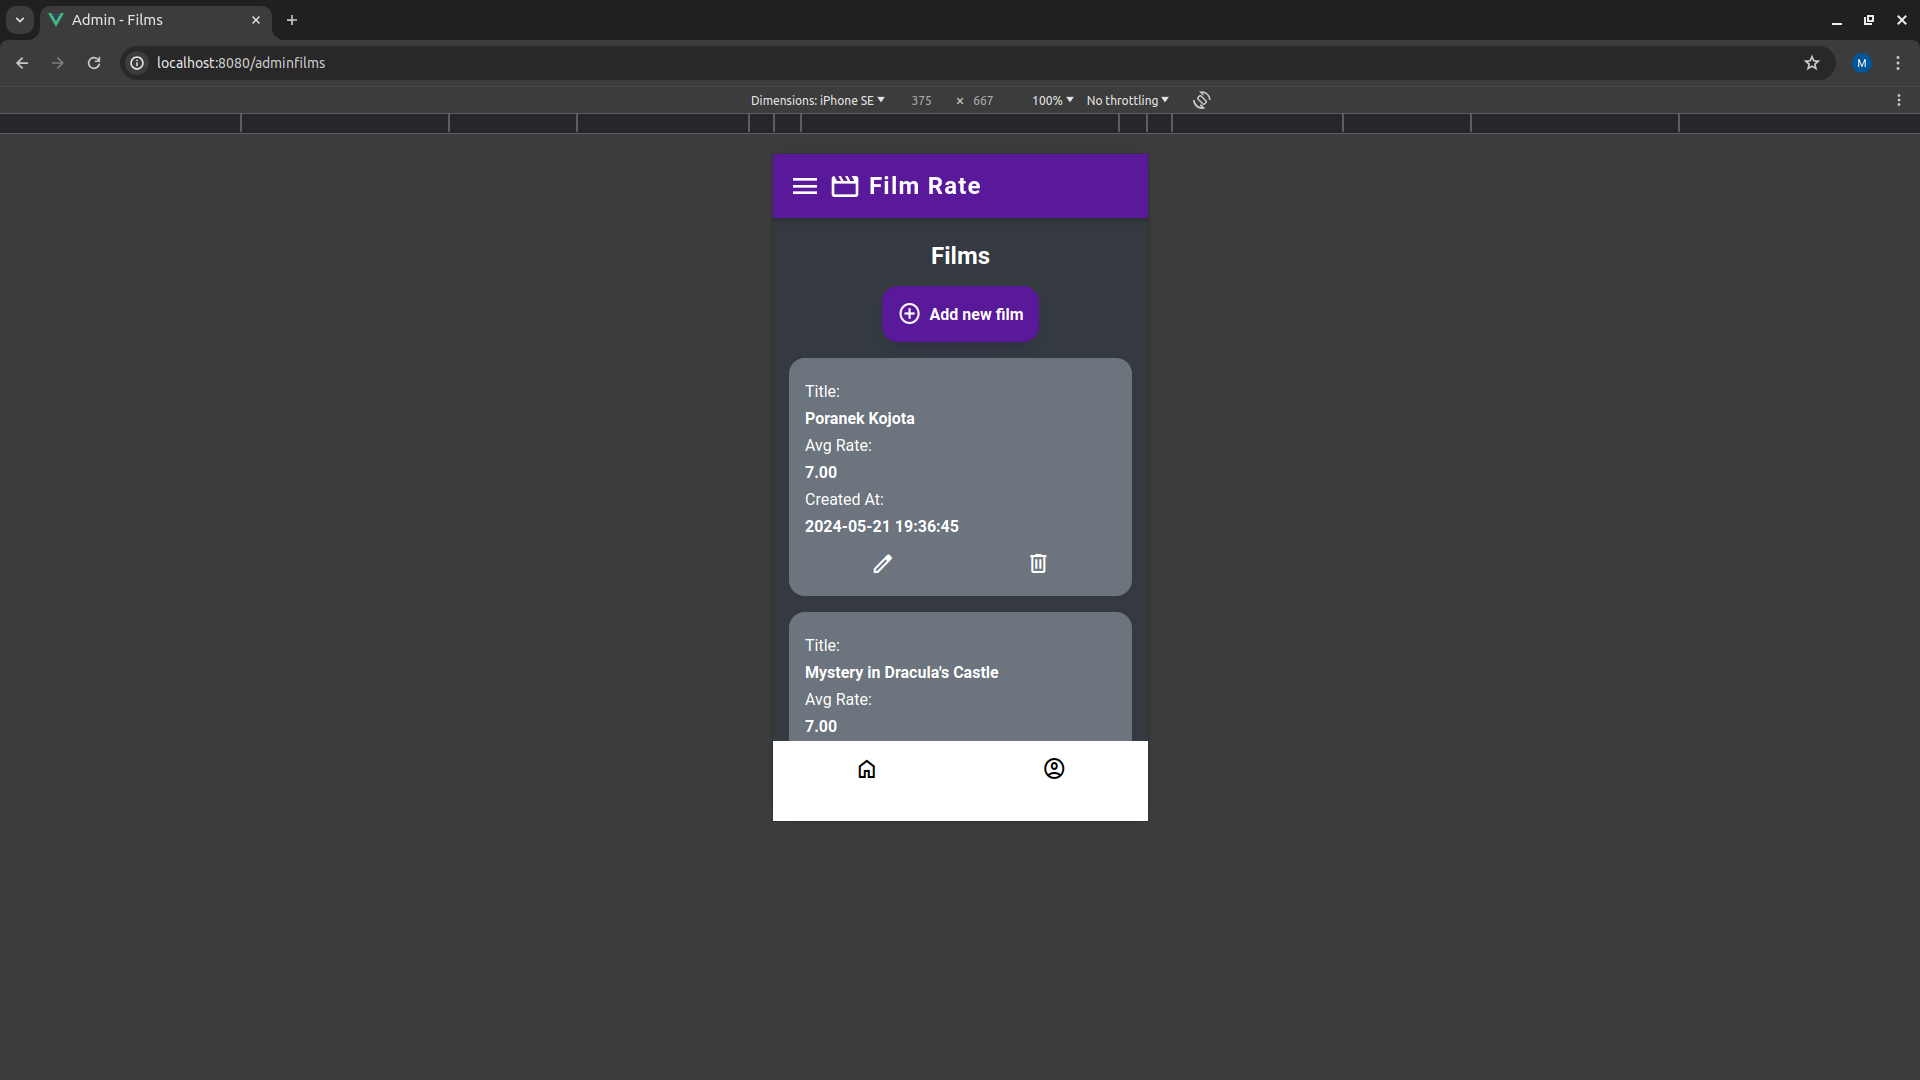 Admin - Films
localhost:8080/adminfilms
M
Dimensions: iPhone SE 375 × 667 100% No throttling
Film Rate
Films
Add new film
Title:
Poranek Kojota
Avg Rate:
7.00
Created At:
2024-05-21 19:36:45
Title:
Mystery in Dracula's Castle
Avg Rate:
7.00